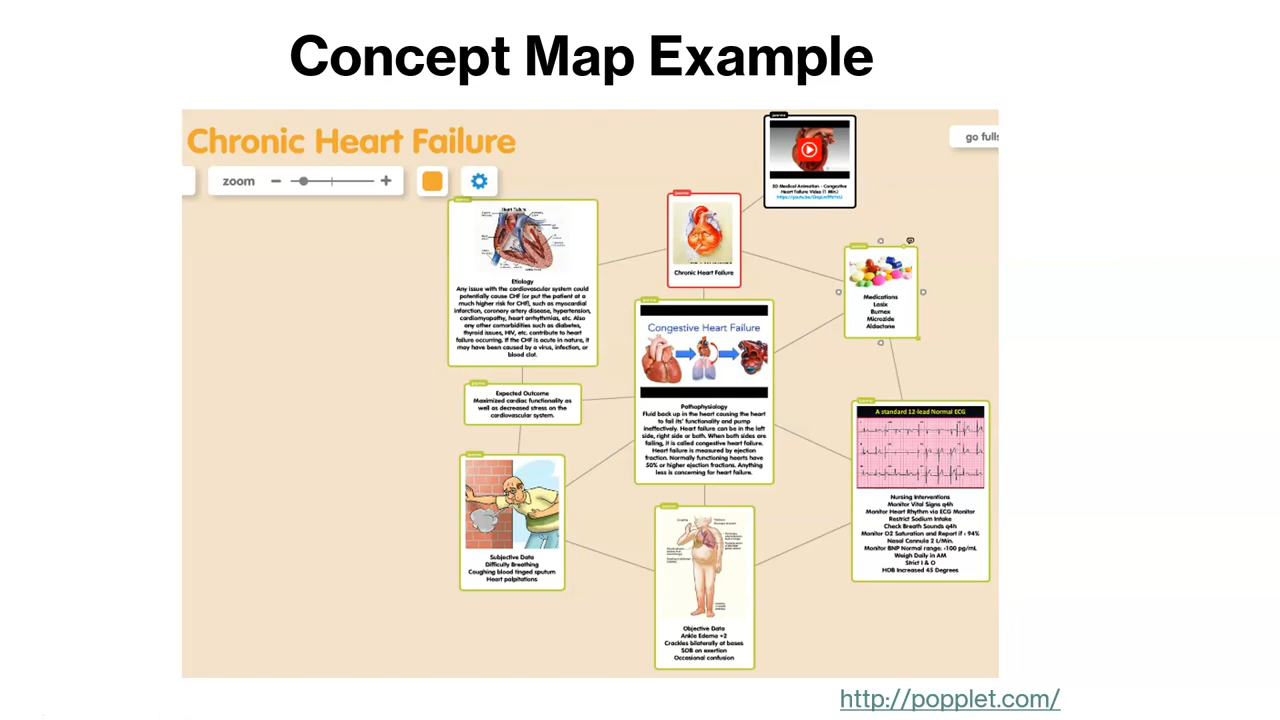 Concept Map Example
Chronic Heart Failure
go fulls
zoom
3D Medical Animation - Congestive
Heart Failure Video (1 Min.)
Heart Failure
Chronic Heart Failure
Etiology
Any issue with the cardiovascular system could
potentially cause CHF (or put the patient at a
much higher risk for CHF), such as myocardial
infarction, coronary artery disease, hypertension,
cardiomyopathy, heart arrhythmias, etc. Also
any other comorbidities such as diabetes,
thyroid issues, HIV, etc. contribute to heart
failure occurring. If the CHF is acute in nature, it
may have been caused by a virus, infection, or
blood clot.
Medications
Lasix
Bumex
Microzide
Aldactone
Congestive Heart Failure
Pathophysiology
Fluid back up in the heart causing the heart
to fail its' functionality and pump
ineffectively. Heart failure can be in the left
side, right side or both. When both sides are
failing, it is called congestive heart failure.
Heart failure is measured by ejection
fraction. Normally functioning hearts have
50% or higher ejection fractions. Anything
less is concerning for heart failure.
Expected Outcome
Maximized cardiac functionality as
well as decreased stress on the
cardiovascular system.
A standard 12-lead Normal ECG
Nursing Interventions
Monitor Vital Signs q4h
Monitor Heart Rhythm via ECG Monitor
Restrict Sodium Intake
Check Breath Sounds q4h
Monitor O2 Saturation and Report if < 94%
Nasal Cannula 2 L/Min.
Monitor BNP Normal range: <100 pg/mL
Weigh Daily in AM
Strict I & O
HOB Increased 45 Degrees
Subjective Data
Difficulty Breathing
Coughing blood tinged sputum
Heart palpitations
Objective Data
Ankle Edema +2
Crackles bilaterally at bases
SOB on exertion
Occasional confusion
http://popplet.com/